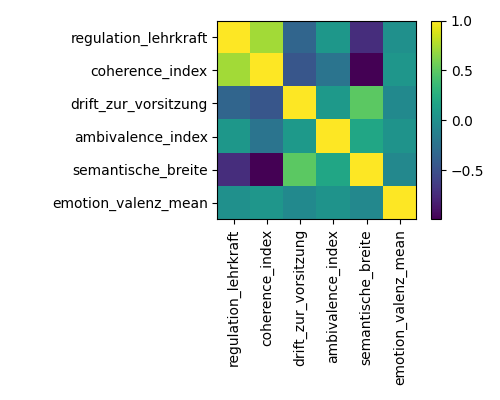 regulation_lehrkraft
coherence_index
drift_zur_vorsitzung
ambivalence_index
semantische_breite
emotion_valenz_mean
1.0
0.5
0.0
−0.5
regulation_lehrkraft
coherence_index
drift_zur_vorsitzung
ambivalence_index
semantische_breite
emotion_valenz_mean